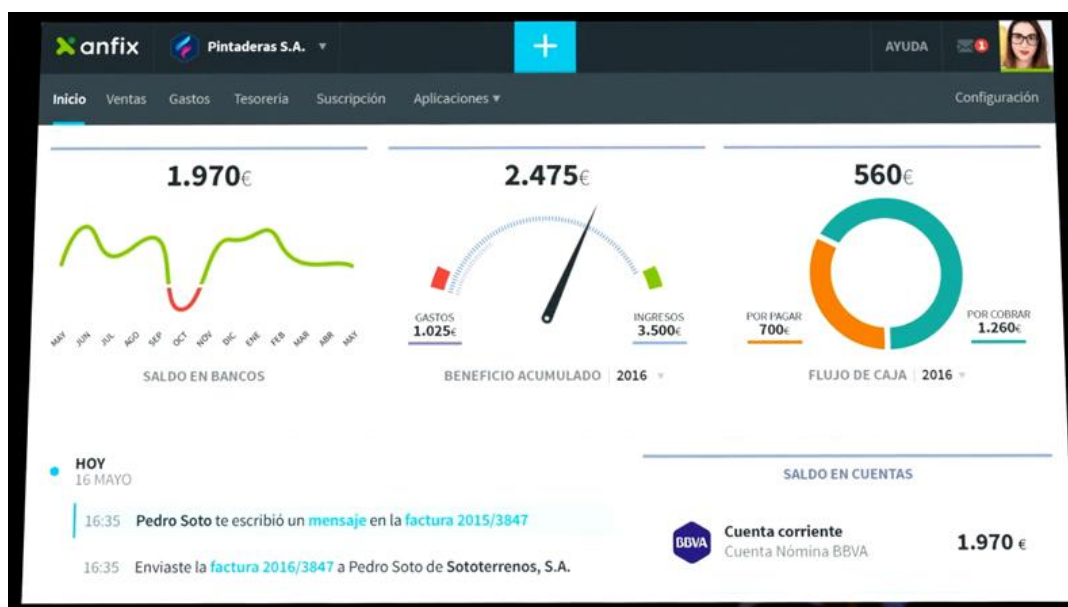 anfix
Pintaderas S.A.
+
AYUDA
1
Inicio Ventas Gastos Tesorería Suscripción Aplicaciones Configuración
1.970€
MAY JUN JUL AGO SEP OCT NOV DIC ENE FEB MAR ABR MAY
SALDO EN BANCOS
2.475€
GASTOS
1.025€
INGRESOS
3.500€
BENEFICIO ACUMULADO | 2016
560€
POR PAGAR
700€
POR COBRAR
1.260€
FLUJO DE CAJA | 2016
HOY
16 MAYO
16:35 Pedro Soto te escribió un mensaje en la factura 2015/3847
16:35 Enviaste la factura 2016/3847 a Pedro Soto de Sototerrenos, S.A.
SALDO EN CUENTAS
BBVA
Cuenta corriente
Cuenta Nómina BBVA
1.970 €